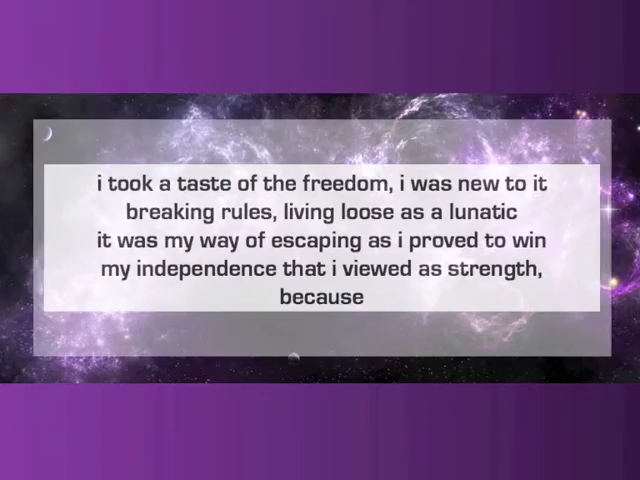 i took a taste of the freedom, i was new to it
breaking rules, living loose as a lunatic
it was my way of escaping as i proved to win
my independence that i viewed as strength,
because